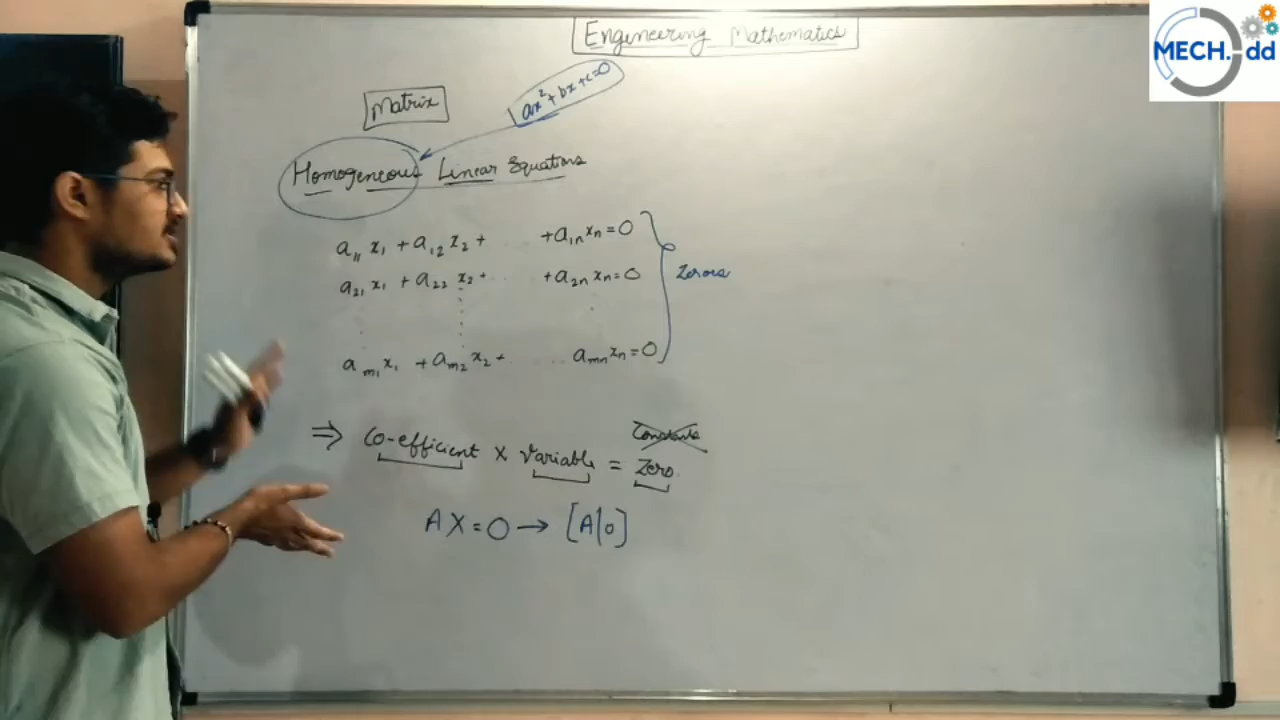 Engineering Mathematics
MECH. dd
Matrix
ax² + bx + c = 0
Homogeneous Linear Equations
a₁₁ x₁ + a₁₂ x₂ + ... + a₁ₙ xₙ = 0
a₂₁ x₁ + a₂₂ x₂ + ... + a₂ₙ xₙ = 0
Zeroes
aₘ₁ x₁ + aₘ₂ x₂ + ... aₘₙ xₙ = 0
Constants
⇒ Co-efficient × Variable = Zero.
AX = 0 → [A|0]